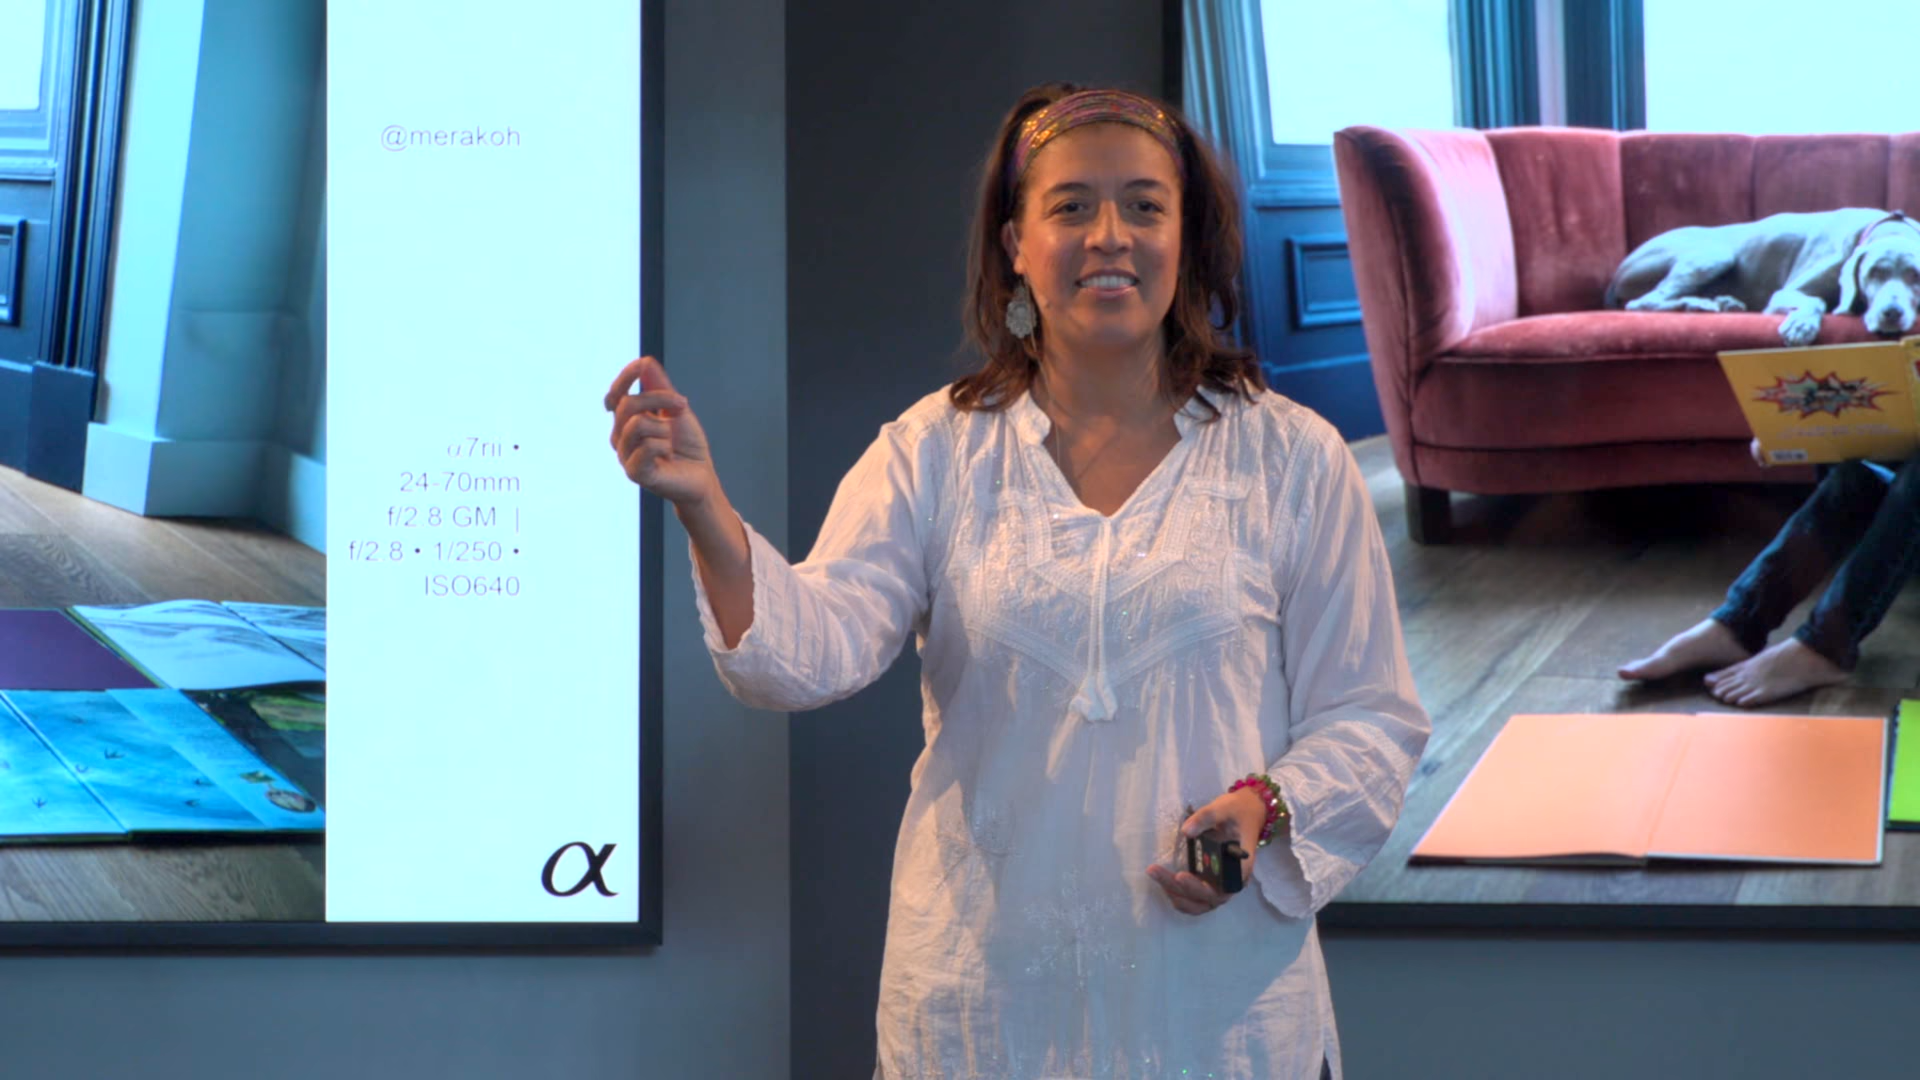 @merakoh
α7rii •
24-70mm
f/2.8 GM |
f/2.8 • 1/250 •
ISO640
α